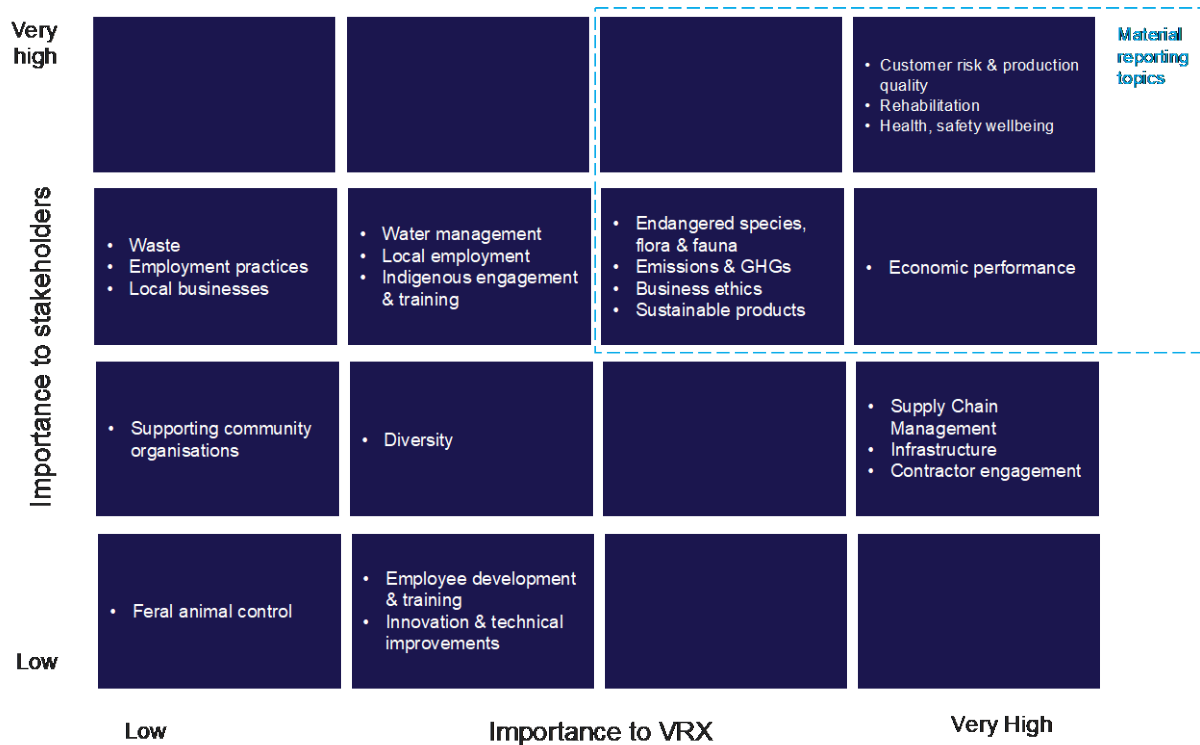 Very
high
• Customer risk & production
quality
• Rehabilitation
• Health, safety wellbeing
Material
reporting
topics
Importance to stakeholders
• Waste
• Employment practices
• Local businesses
• Water management
• Local employment
• Indigenous engagement
& training
• Endangered species,
flora & fauna
• Emissions & GHGs
• Business ethics
• Sustainable products
• Economic performance
• Supporting community
organisations
• Diversity
• Supply Chain
Management
• Infrastructure
• Contractor engagement
• Feral animal control
• Employee development
& training
• Innovation & technical
improvements
Low
Low
Importance to VRX
Very High